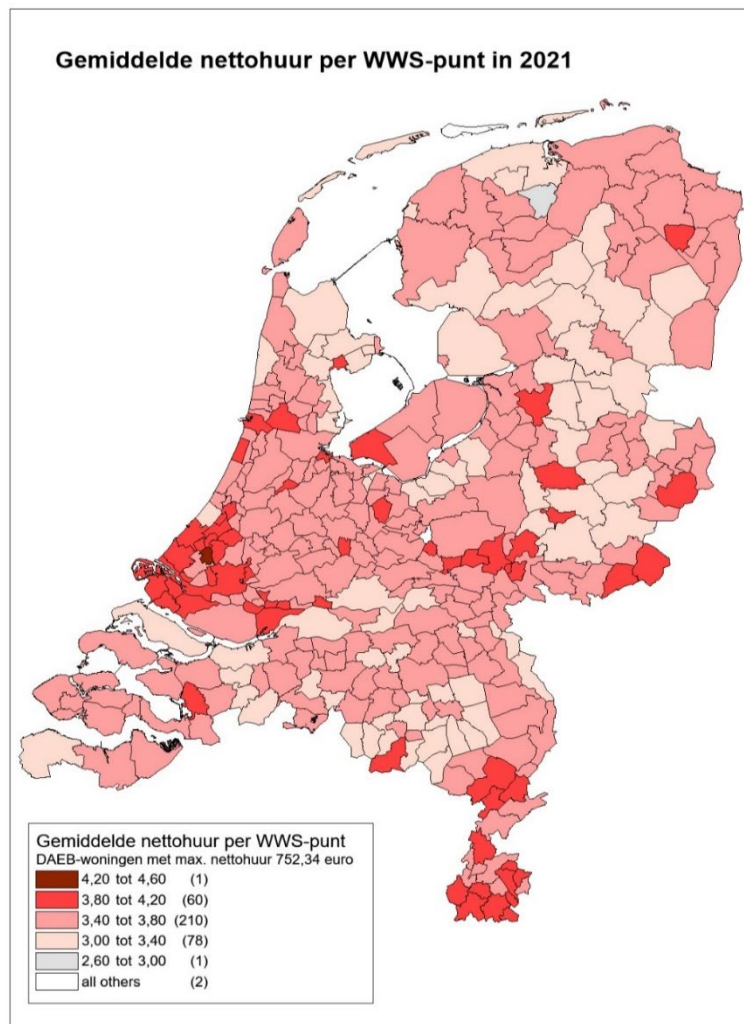 Gemiddelde nettohuur per WWS-punt in 2021
Gemiddelde nettohuur per WWS-punt
DAEB-woningen met max. nettohuur 752,34 euro
4,20 tot 4,60 (1)
3,80 tot 4,20 (60)
3,40 tot 3,80 (210)
3,00 tot 3,40 (78)
2,60 tot 3,00 (1)
all others (2)